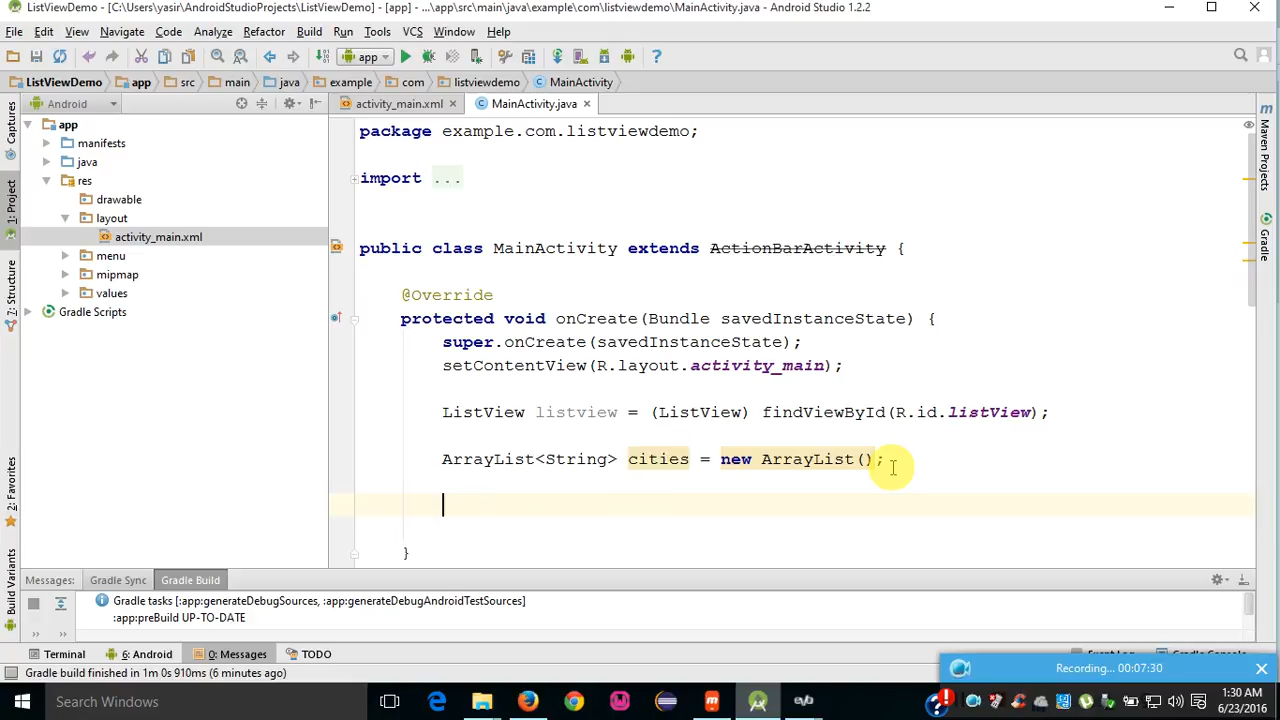 ListViewDemo - [C:\Users\yasir\AndroidStudioProjects\ListViewDemo] - [app] - ...\app\src\main\java\example\com\listviewdemo\MainActivity.java - Android Studio 1.2.2
File Edit View Navigate Code Analyze Refactor Build Run Tools VCS Window Help
app
ListViewDemo app src main java example com listviewdemo MainActivity
Android
activity_main.xml
MainActivity.java
Captures
1: Project
7: Structure
2: Favorites
Build Variants
app
manifests
java
res
drawable
layout
activity_main.xml
menu
mipmap
values
Gradle Scripts
package example.com.listviewdemo;
import ...
public class MainActivity extends ActionBarActivity {
@Override
protected void onCreate(Bundle savedInstanceState) {
super.onCreate(savedInstanceState);
setContentView(R.layout.activity_main);
ListView listview = (ListView) findViewById(R.id.listView);
ArrayList<String> cities = new ArrayList();
}
m
Maven Projects
Gradle
Messages: Gradle Sync Gradle Build
Gradle tasks [:app:generateDebugSources, :app:generateDebugAndroidTestSources]
:app:preBuild UP-TO-DATE
Terminal 6: Android 0: Messages TODO
Gradle build finished in 1m 0s 910ms (6 minutes ago)
Recording... 00:07:30
Search Windows
1:30 AM
6/23/2016